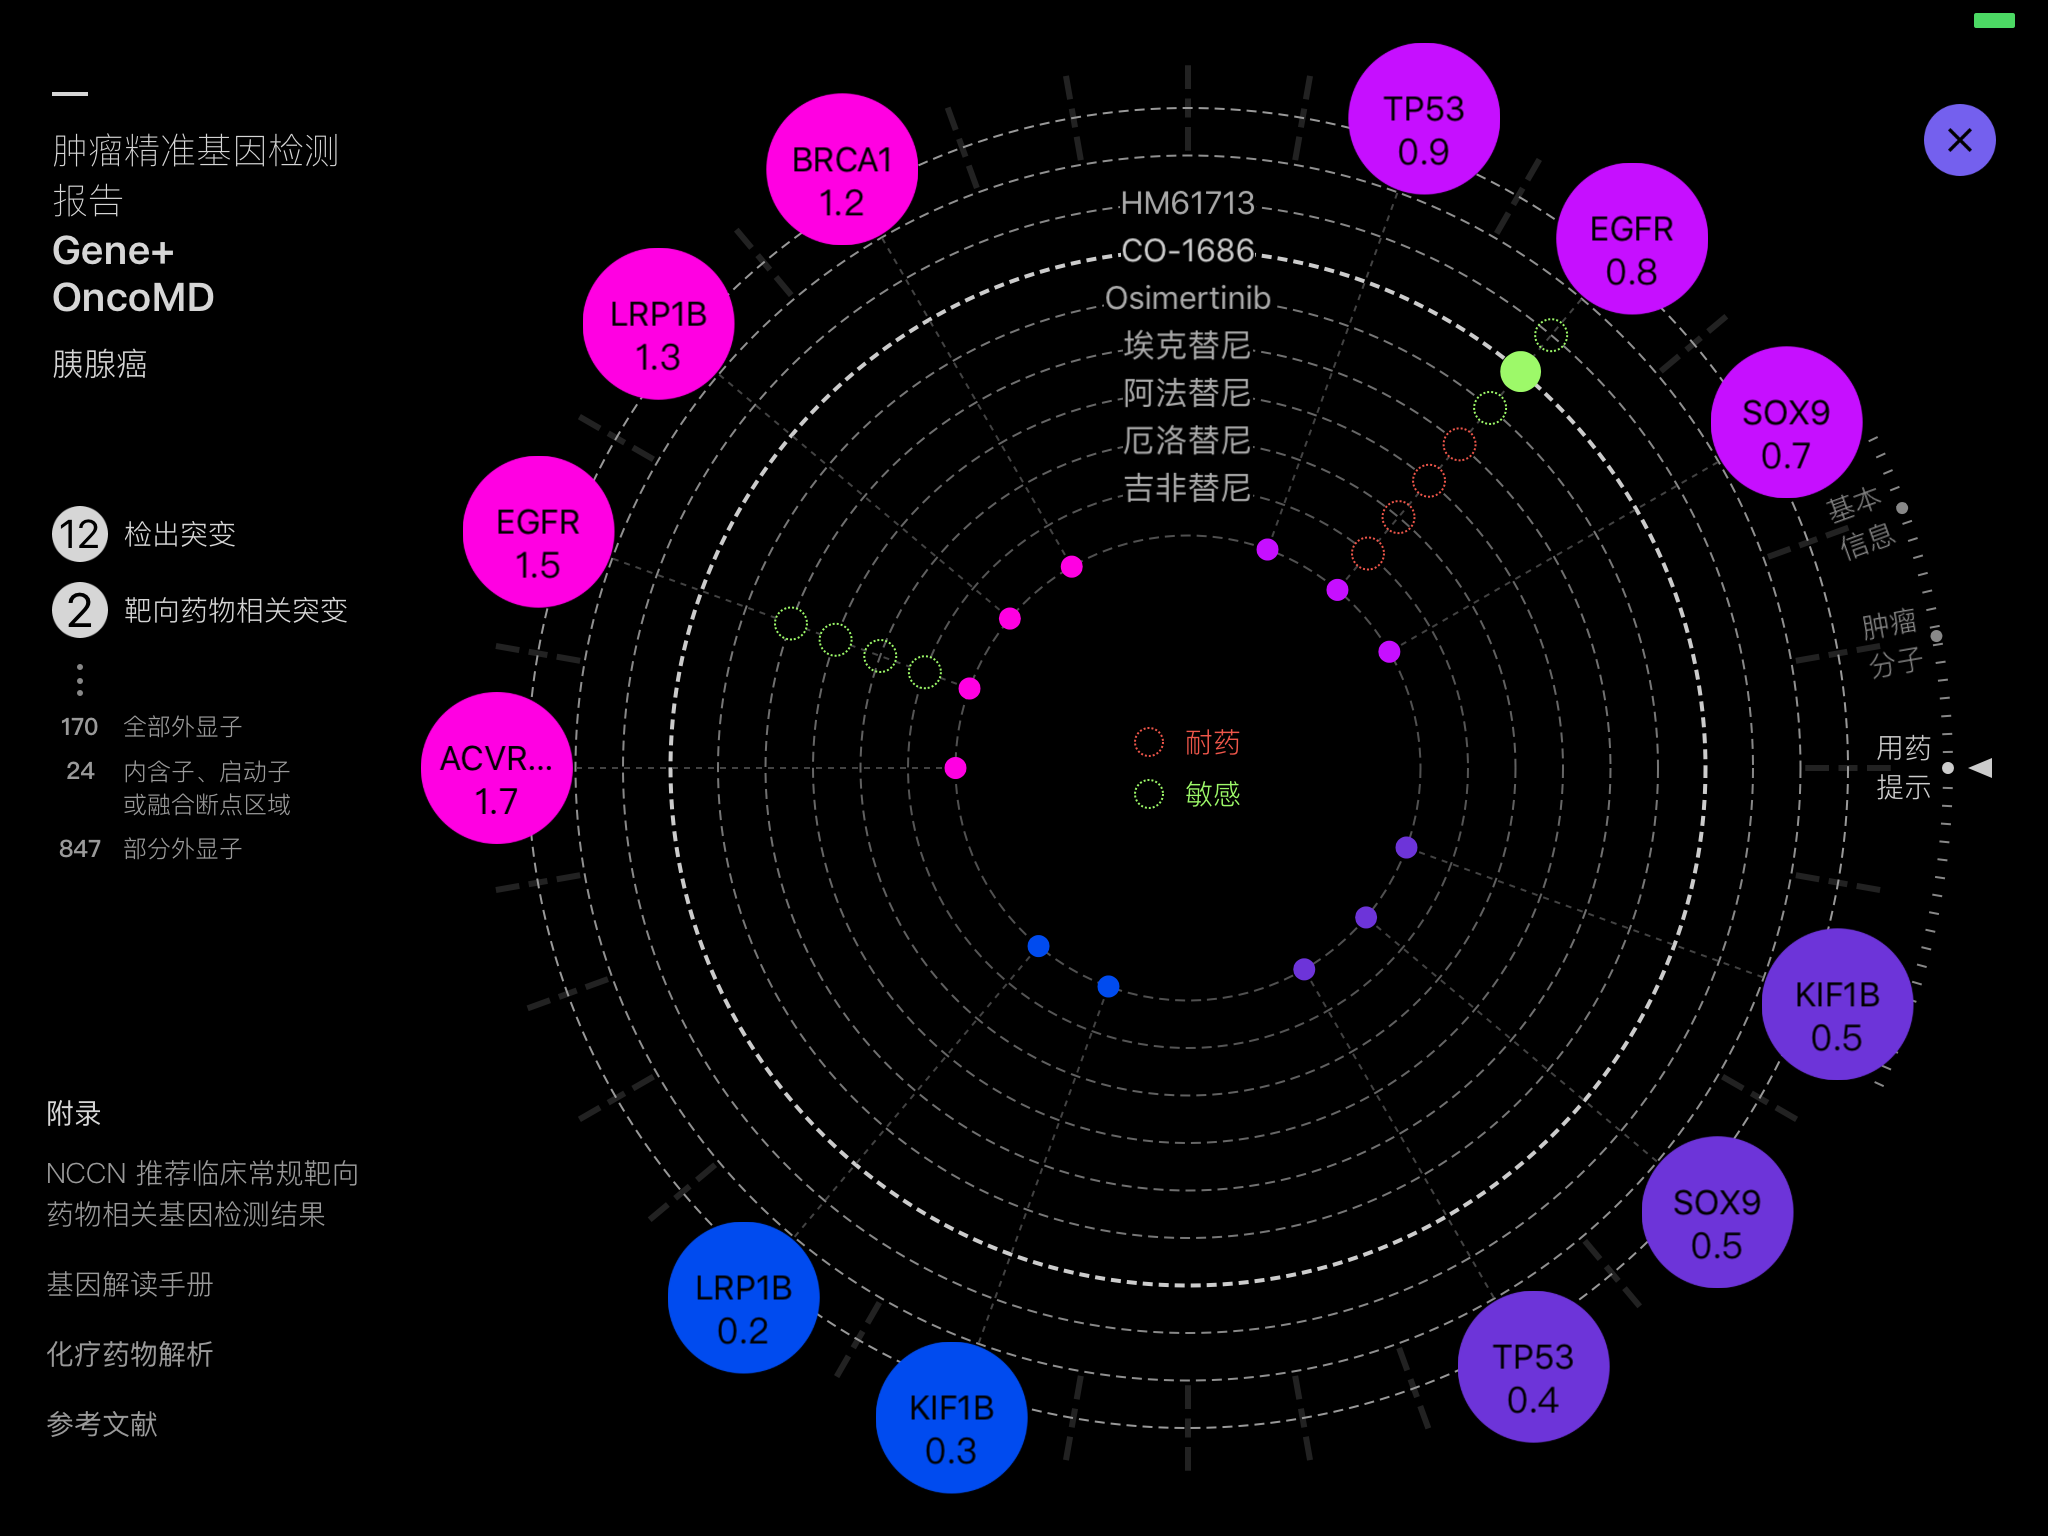 肿瘤精准基因检测
报告
Gene+
OncoMD
胰腺癌
12 检出突变
2 靶向药物相关突变
170 全部外显子
24 内含子、启动子
或融合断点区域
847 部分外显子
附录
NCCN 推荐临床常规靶向
药物相关基因检测结果
基因解读手册
化疗药物解析
参考文献
TP53
0.9
EGFR
0.8
SOX9
0.7
BRCA1
1.2
LRP1B
1.3
EGFR
1.5
ACVR...
1.7
HM61713
CO-1686
Osimertinib
埃克替尼
阿法替尼
厄洛替尼
吉非替尼
耐药
敏感
基本
信息
肿瘤
分子
用药
提示
KIF1B
0.5
SOX9
0.5
TP53
0.4
KIF1B
0.3
LRP1B
0.2